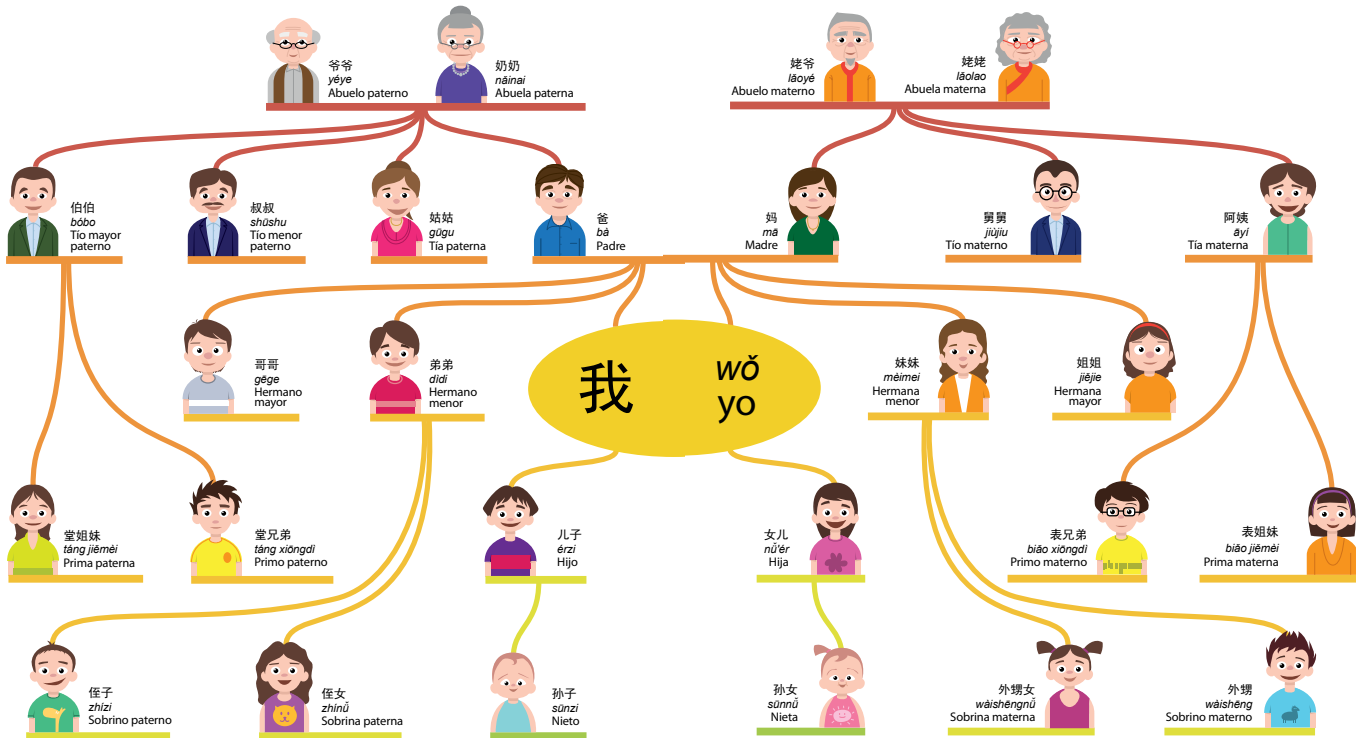 爷爷
yéye
Abuelo paterno
奶奶
năinai
Abuela paterna
姥爷
lăoyé
Abuelo materno
姥姥
lăolao
Abuela materna
伯伯
bóbo
Tío mayor
paterno
叔叔
shūshu
Tío menor
paterno
姑姑
gūgu
Tía paterna
爸
bà
Padre
妈
mā
Madre
舅舅
jiùjiu
Tío materno
阿姨
āyí
Tía materna
哥哥
gēge
Hermano
mayor
弟弟
dìdi
Hermano
menor
我
wǒ
yo
妹妹
mèimei
Hermana
menor
姐姐
jiějie
Hermana
mayor
堂姐妹
táng jiěmèi
Prima paterna
堂兄弟
táng xiōngdì
Primo paterno
儿子
érzi
Hijo
女儿
nǚ'ér
Hija
表兄弟
biăo xiōngdì
Primo materno
表姐妹
biăo jiěmèi
Prima materna
侄子
zhízi
Sobrino paterno
侄女
zhínǚ
Sobrina paterna
孙子
sūnzi
Nieto
孙女
sūnnǚ
Nieta
外甥女
wàishēngnǚ
Sobrina materna
外甥
wàishēng
Sobrino materno